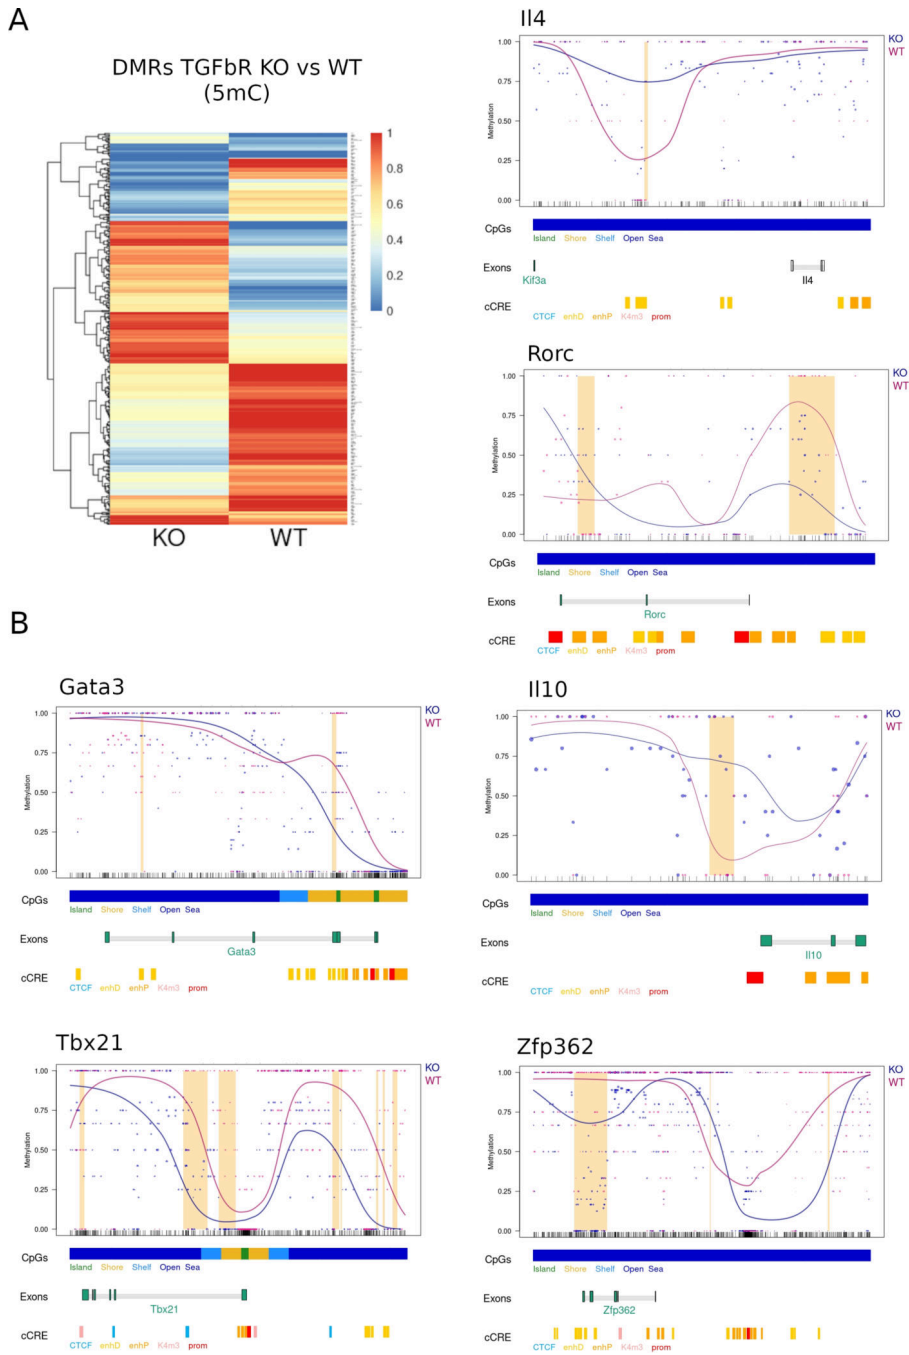 A
DMRs TGFbR KO vs WT
(5mC)
1
0.8
0.6
0.4
0.2
0
KO WT
Il4
KO
WT
1.00
0.75
0.50
0.25
0.00
Methylation
CpGs
Island Shore Shelf Open Sea
Exons
Kif3a
Il4
cCRE
CTCF enhD enhP K4m3 prom
Rorc
KO
WT
1.00
0.75
0.50
0.25
0.00
Methylation
CpGs
Island Shore Shelf Open Sea
Exons
Rorc
cCRE
CTCF enhD enhP K4m3 prom
B
Gata3
KO
WT
1.00
0.75
0.50
0.25
0.00
Methylation
CpGs
Island Shore Shelf Open Sea
Exons
Gata3
cCRE
CTCF enhD enhP K4m3 prom
Il10
KO
WT
1.00
0.75
0.50
0.25
0.00
Methylation
CpGs
Island Shore Shelf Open Sea
Exons
Il10
cCRE
CTCF enhD enhP K4m3 prom
Tbx21
KO
WT
1.00
0.75
0.50
0.25
0.00
Methylation
CpGs
Island Shore Shelf Open Sea
Exons
Tbx21
cCRE
CTCF enhD enhP K4m3 prom
Zfp362
KO
WT
1.00
0.75
0.50
0.25
0.00
Methylation
CpGs
Island Shore Shelf Open Sea
Exons
Zfp362
cCRE
CTCF enhD enhP K4m3 prom